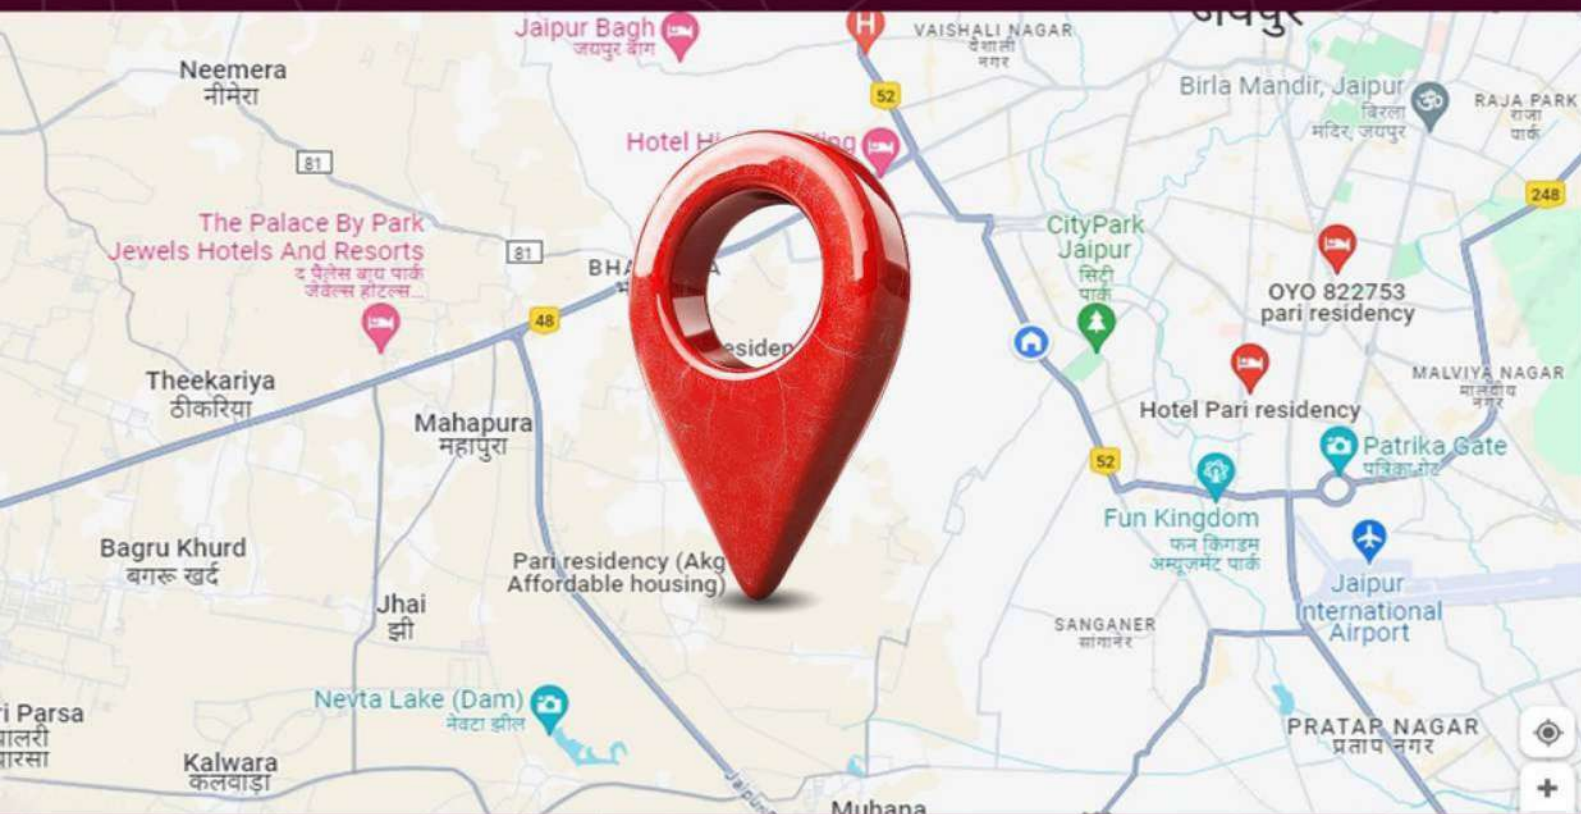 जयपुर
Jaipur Bagh
जयपुर बाग
VAISHALI NAGAR
वैशाली
नगर
Neemera
नीमेरा
52
Birla Mandir, Jaipur
बिरला
मंदिर, जयपुर
RAJA PARK
राजा
पार्क
Hotel
81
248
The Palace By Park
Jewels Hotels And Resorts
द पैलेस बाय पार्क
जेवेल्स होटल्स...
81
CityPark
Jaipur
सिटी
पार्क
OYO 822753
pari residency
48
Theekariya
ठीकरिया
MALVIYA NAGAR
मालवीय
नगर
Mahapura
महापुरा
Hotel Pari residency
Patrika Gate
पत्रिका गेट
52
Fun Kingdom
फन किंगडम
अम्यूजमेंट पार्क
Bagru Khurd
बगरू खर्द
Pari residency (Akg
Affordable housing)
Jaipur
International
Airport
Jhai
झी
SANGANER
सांगानेर
Nevta Lake (Dam)
नेवटा झील
ri Parsa
PRATAP NAGAR
प्रताप नगर
Kalwara
कलवाड़ा
Muhana